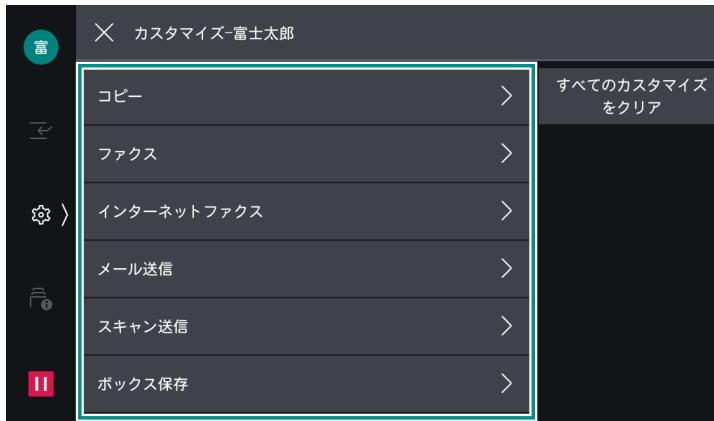 富
カスタマイズ-富士太郎
コピー
ファクス
インターネットファクス
メール送信
スキャン送信
ボックス保存
すべてのカスタマイズ
をクリア